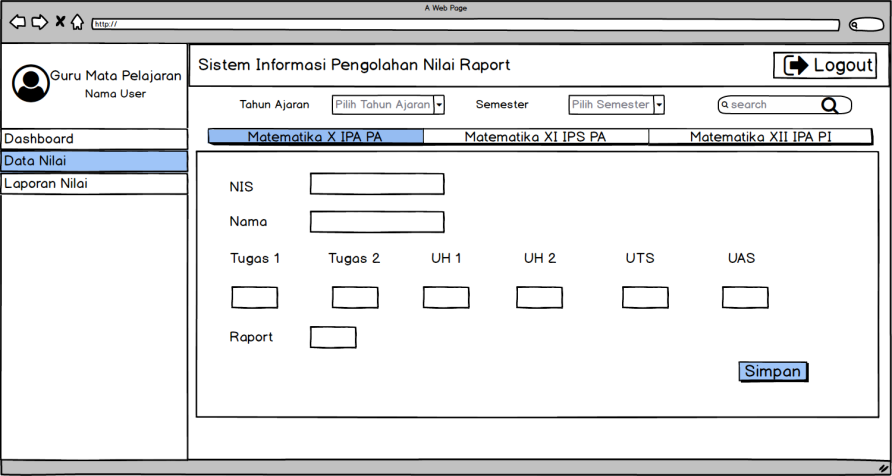 A Web Page
http://
Guru Mata Pelajaran
Nama User
Sistem Informasi Pengolahan Nilai Raport
Logout
Tahun Ajaran
Pilih Tahun Ajaran
Semester
Pilih Semester
search
Dashboard
Data Nilai
Laporan Nilai
Matematika X IPA PA
Matematika XI IPS PA
Matematika XII IPA PI
NIS
Nama
Tugas 1
Tugas 2
UH 1
UH 2
UTS
UAS
Raport
Simpan